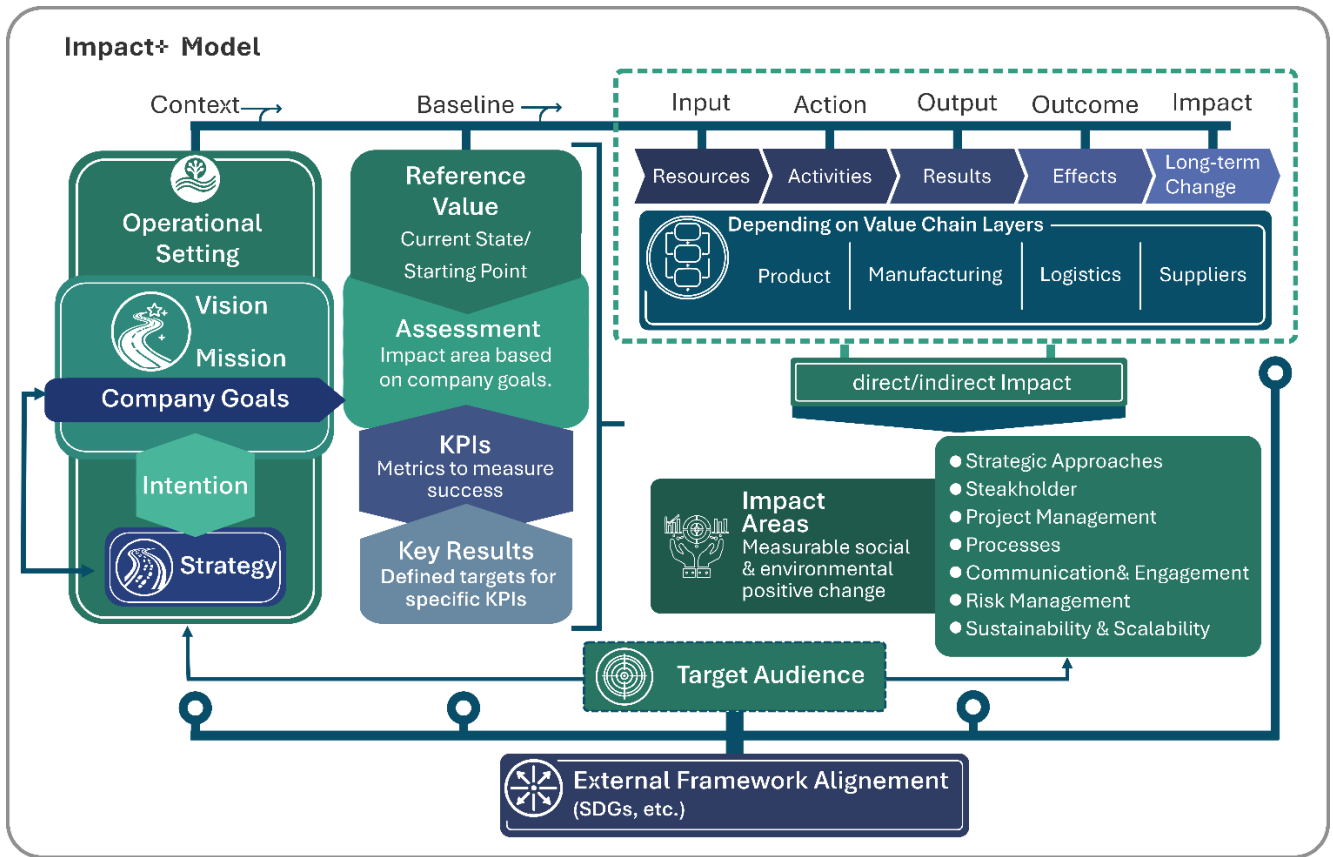 Impact+ Model
Context
Baseline
Input
Action
Output
Outcome
Impact
Resources
Activities
Results
Effects
Long-term
Change
Depending on Value Chain Layers
Product
Manufacturing
Logistics
Suppliers
Operational
Setting
Vision
Mission
Company Goals
Intention
Strategy
Reference
Value
Current State/
Starting Point
Assessment
Impact area based
on company goals.
KPIs
Metrics to measure
success
Key Results
Defined targets for
specific KPIs
direct/indirect Impact
Impact
Areas
Measurable social
& environmental
positive change
Strategic Approaches
Steakholder
Project Management
Processes
Communication& Engagement
Risk Management
Sustainability & Scalability
Target Audience
External Framework Alignement
(SDGs, etc.)